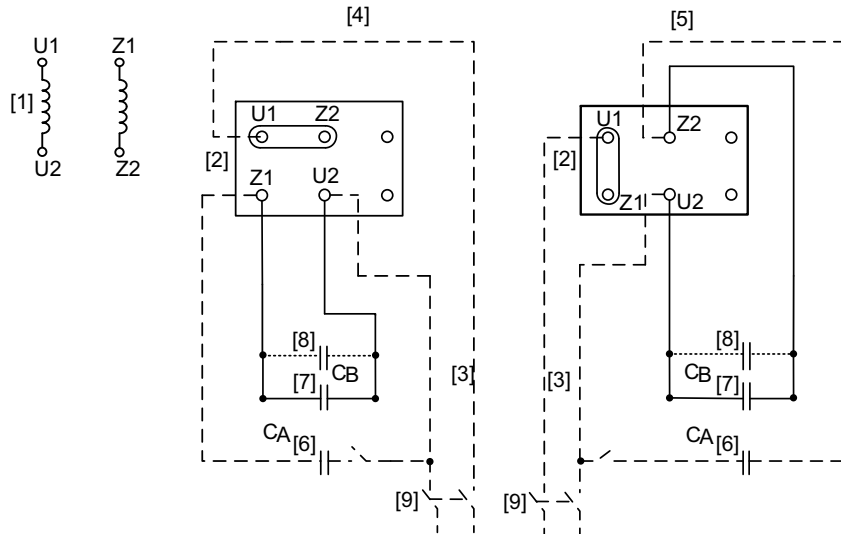 [4]
[5]
U1 Z1
[1]
U2 Z2
U1 Z2
[2]
Z1 U2
U1 Z2
[2]
Z1 U2
[8]
CB
[7]
[3]
CA [6]
[9]
[8]
CB
[7]
[3]
CA [6]
[9]